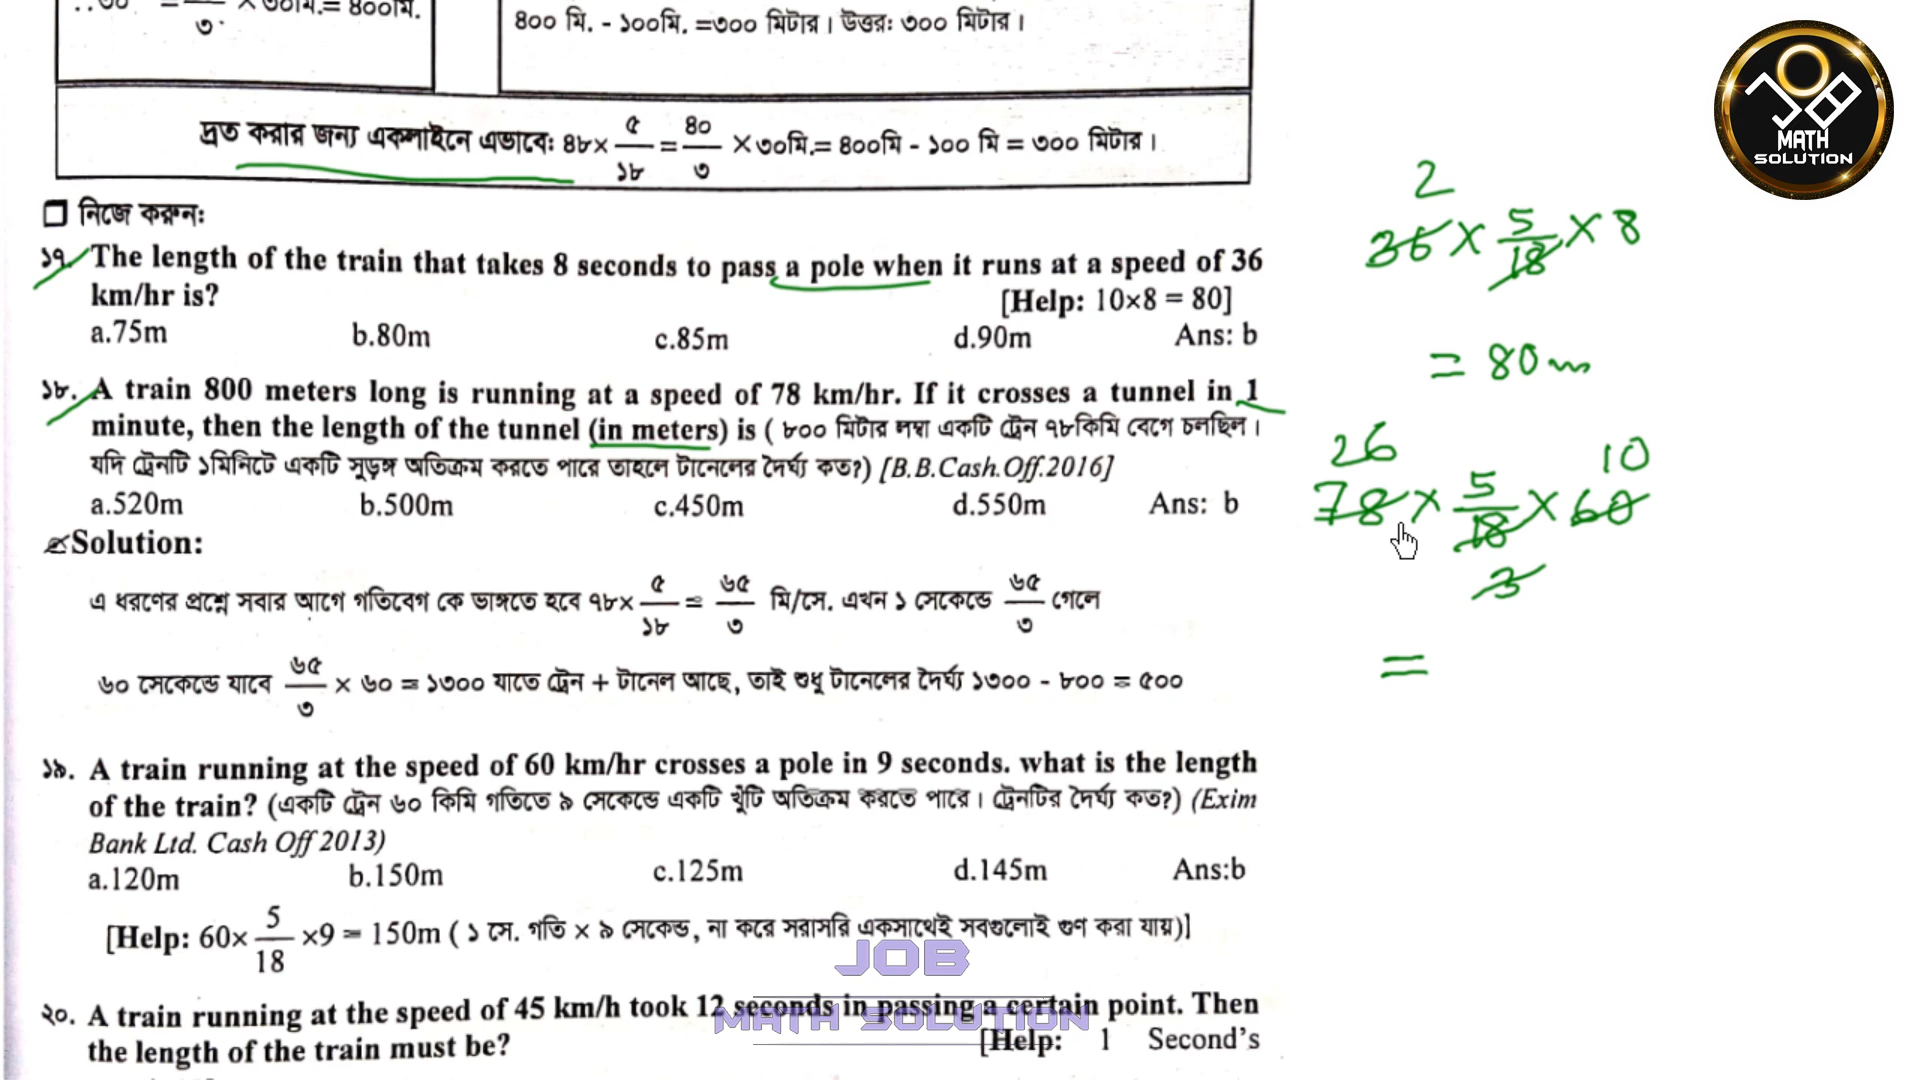 ৩
× ৩০মি.= ৪০০মি.
৪০০ মি. - ১০০মি. =৩০০ মিটার। উত্তর: ৩০০ মিটার।
দ্রুত করার জন্য একলাইনে এভাবে: ৪৮× ৫/১৮ = ৪০/৩ ×৩০মি.= ৪০০মি - ১০০ মি = ৩০০ মিটার।
❐ নিজে করুন:
১৭. The length of the train that takes 8 seconds to pass a pole when it runs at a speed of 36
km/hr is? [Help: 10×8 = 80]
a.75m b.80m c.85m d.90m Ans: b
১৮. A train 800 meters long is running at a speed of 78 km/hr. If it crosses a tunnel in 1
minute, then the length of the tunnel (in meters) is ( ৮০০ মিটার লম্বা একটি ট্রেন ৭৮কিমি বেগে চলছিল।
যদি ট্রেনটি ১মিনিটে একটি সুড়ঙ্গ অতিক্রম করতে পারে তাহলে টানেলের দৈর্ঘ্য কত?) [B.B.Cash.Off.2016]
a.520m b.500m c.450m d.550m Ans: b
✍Solution:
এ ধরণের প্রশ্নে সবার আগে গতিবেগ কে ভাঙ্গতে হবে ৭৮× ৫/১৮ = ৬৫/৩ মি/সে. এখন ১ সেকেন্ডে ৬৫/৩ গেলে
৬০ সেকেন্ডে যাবে ৬৫/৩ × ৬০ = ১৩০০ যাতে ট্রেন + টানেল আছে, তাই শুধু টানেলের দৈর্ঘ্য ১৩০০ - ৮০০ = ৫০০
১৯. A train running at the speed of 60 km/hr crosses a pole in 9 seconds. what is the length
of the train? (একটি ট্রেন ৬০ কিমি গতিতে ৯ সেকেন্ডে একটি খুঁটি অতিক্রম করতে পারে। ট্রেনটির দৈর্ঘ্য কত?) (Exim
Bank Ltd. Cash Off 2013)
a.120m b.150m c.125m d.145m Ans:b
[Help: 60× 5/18 ×9 = 150m ( ১ সে. গতি × ৯ সেকেন্ড, না করে সরাসরি একসাথেই সবগুলোই গুণ করা যায়)]
২০. A train running at the speed of 45 km/h took 12 seconds in passing a certain point. Then
the length of the train must be? [Help: 1 Second's
JOB
MATH SOLUTION
JOB
MATH
SOLUTION
2
36 × 5/18 × 8
= 80 m
26 10
78 × 5/18 × 60
3
=